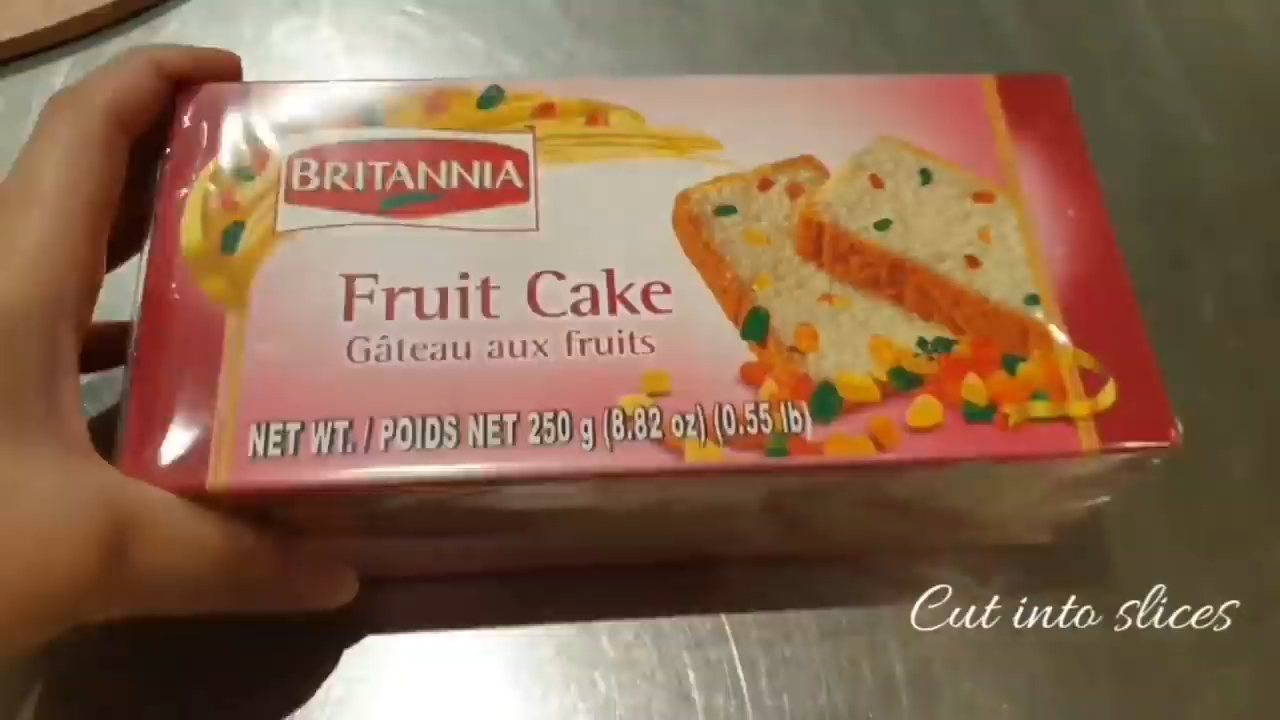 BRITANNIA
Fruit Cake
Gâteau aux fruits
NET WT. / POIDS NET 250 g (8.82 oz) (0.55 lb)
Cut into slices